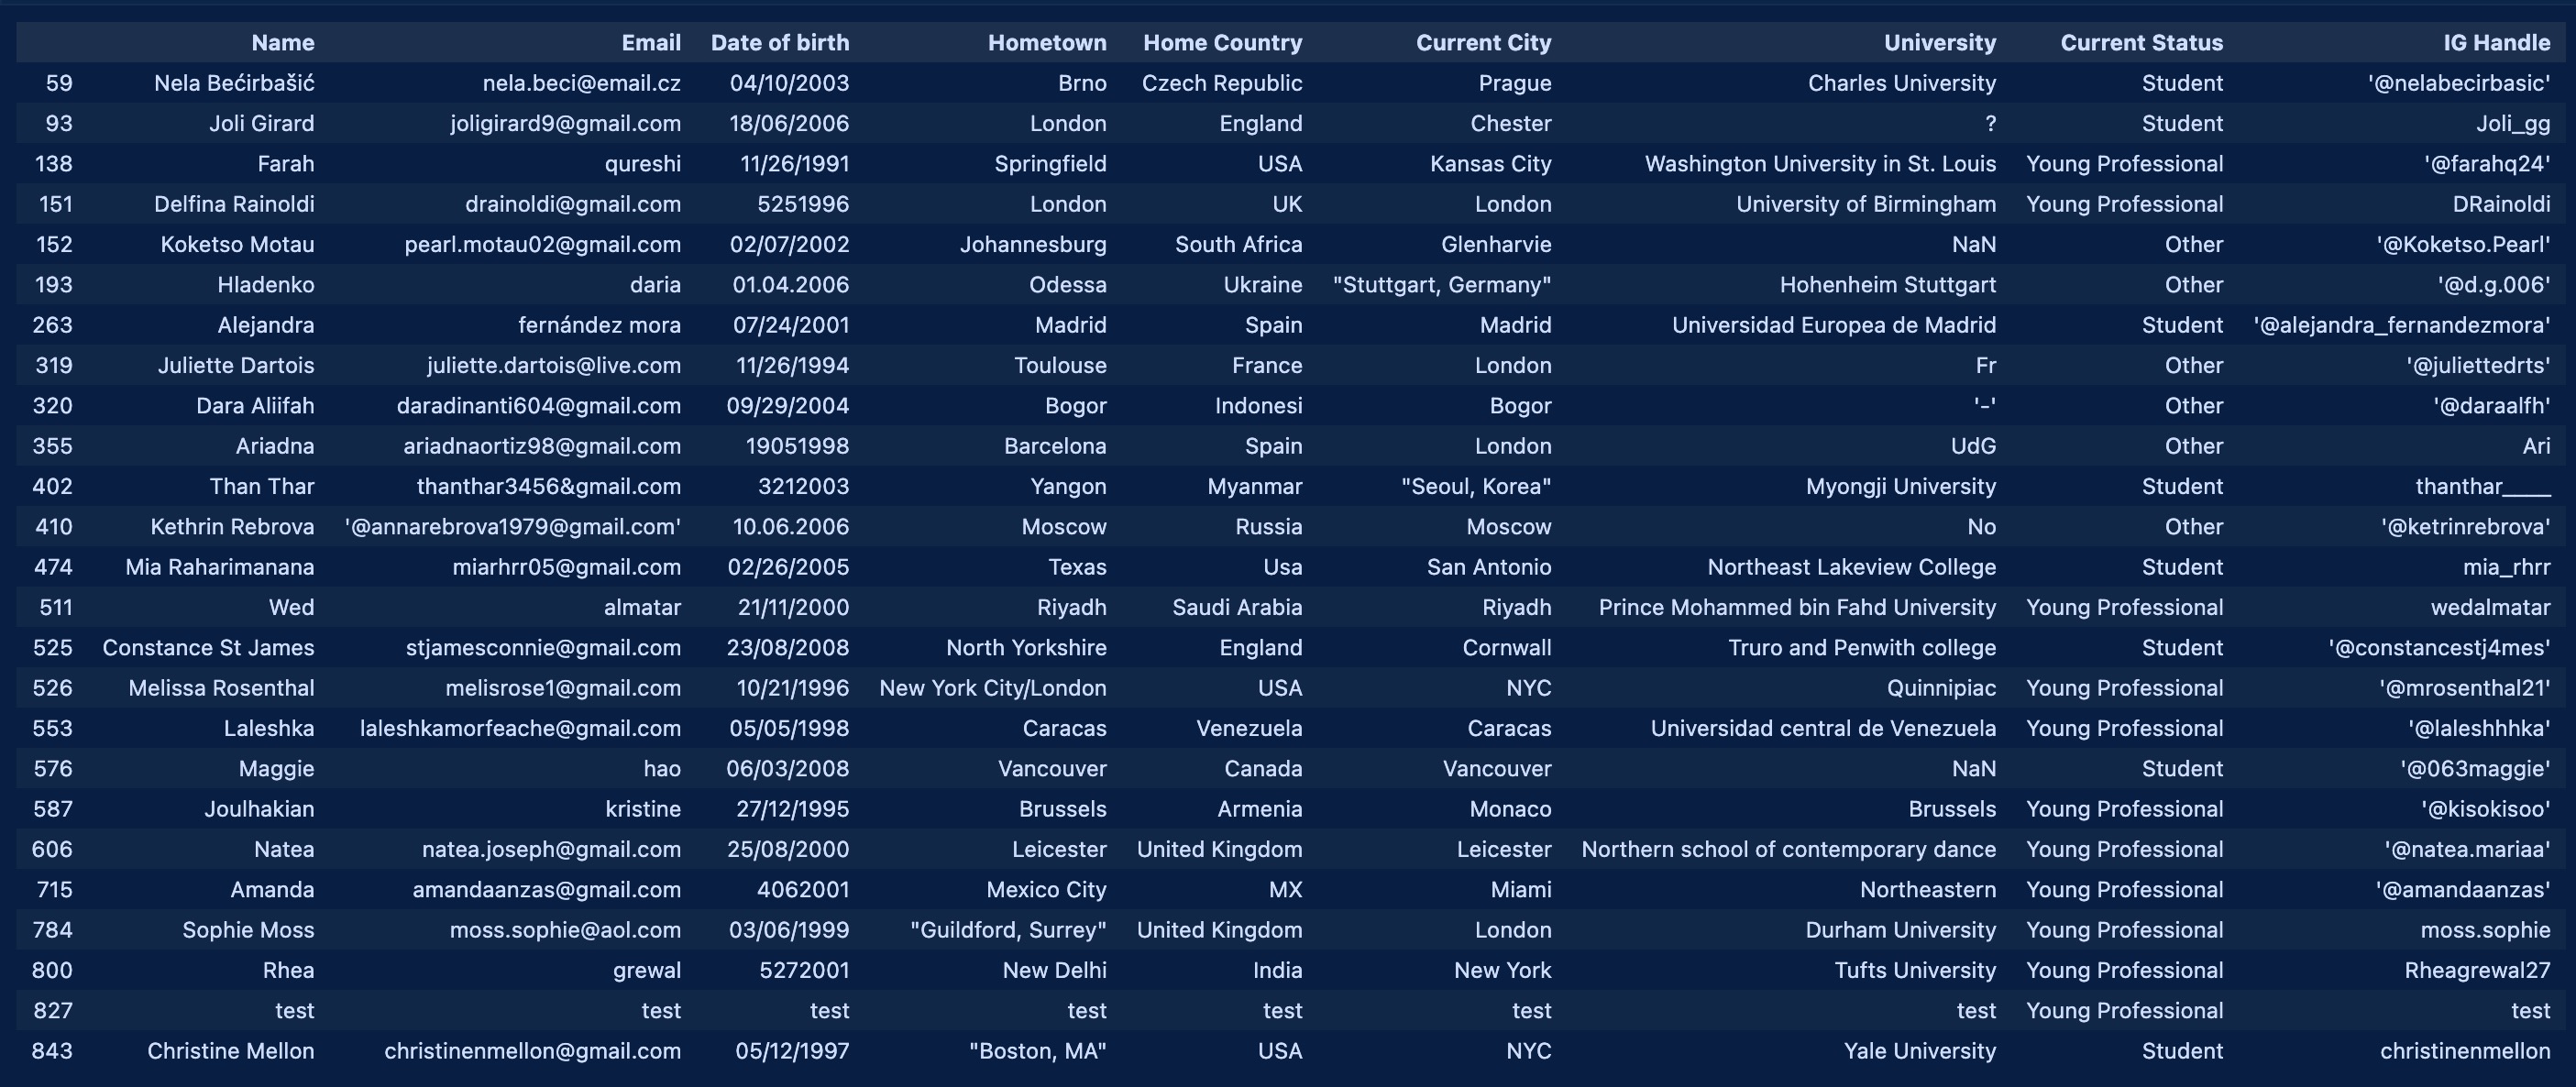 Name Email Date of birth Hometown Home Country Current City University Current Status IG Handle
59 Nela Bećirbašić nela.beci@email.cz 04/10/2003 Brno Czech Republic Prague Charles University Student '@nelabecirbasic'
93 Joli Girard joligirard9@gmail.com 18/06/2006 London England Chester ? Student Joli_gg
138 Farah qureshi 11/26/1991 Springfield USA Kansas City Washington University in St. Louis Young Professional '@farahq24'
151 Delfina Rainoldi drainoldi@gmail.com 5251996 London UK London University of Birmingham Young Professional DRainoldi
152 Koketso Motau pearl.motau02@gmail.com 02/07/2002 Johannesburg South Africa Glenharvie NaN Other '@Koketso.Pearl'
193 Hladenko daria 01.04.2006 Odessa Ukraine "Stuttgart, Germany" Hohenheim Stuttgart Other '@d.g.006'
263 Alejandra fernández mora 07/24/2001 Madrid Spain Madrid Universidad Europea de Madrid Student '@alejandra_fernandezmora'
319 Juliette Dartois juliette.dartois@live.com 11/26/1994 Toulouse France London Fr Other '@juliettedrts'
320 Dara Aliifah daradinanti604@gmail.com 09/29/2004 Bogor Indonesi Bogor '-' Other '@daraalfh'
355 Ariadna ariadnaortiz98@gmail.com 19051998 Barcelona Spain London UdG Other Ari
402 Than Thar thanthar3456&gmail.com 3212003 Yangon Myanmar "Seoul, Korea" Myongji University Student thanthar____
410 Kethrin Rebrova '@annarebrova1979@gmail.com' 10.06.2006 Moscow Russia Moscow No Other '@ketrinrebrova'
474 Mia Raharimanana miarhrr05@gmail.com 02/26/2005 Texas Usa San Antonio Northeast Lakeview College Student mia_rhrr
511 Wed almatar 21/11/2000 Riyadh Saudi Arabia Riyadh Prince Mohammed bin Fahd University Young Professional wedalmatar
525 Constance St James stjamesconnie@gmail.com 23/08/2008 North Yorkshire England Cornwall Truro and Penwith college Student '@constancestj4mes'
526 Melissa Rosenthal melisrose1@gmail.com 10/21/1996 New York City/London USA NYC Quinnipiac Young Professional '@mrosenthal21'
553 Laleshka laleshkamorfeache@gmail.com 05/05/1998 Caracas Venezuela Caracas Universidad central de Venezuela Young Professional '@laleshhhka'
576 Maggie hao 06/03/2008 Vancouver Canada Vancouver NaN Student '@063maggie'
587 Joulhakian kristine 27/12/1995 Brussels Armenia Monaco Brussels Young Professional '@kisokisoo'
606 Natea natea.joseph@gmail.com 25/08/2000 Leicester United Kingdom Leicester Northern school of contemporary dance Young Professional '@natea.mariaa'
715 Amanda amandaanzas@gmail.com 4062001 Mexico City MX Miami Northeastern Young Professional '@amandaanzas'
784 Sophie Moss moss.sophie@aol.com 03/06/1999 "Guildford, Surrey" United Kingdom London Durham University Young Professional moss.sophie
800 Rhea grewal 5272001 New Delhi India New York Tufts University Young Professional Rheagrewal27
827 test test test test test test test Young Professional test
843 Christine Mellon christinenmellon@gmail.com 05/12/1997 "Boston, MA" USA NYC Yale University Student christinenmellon